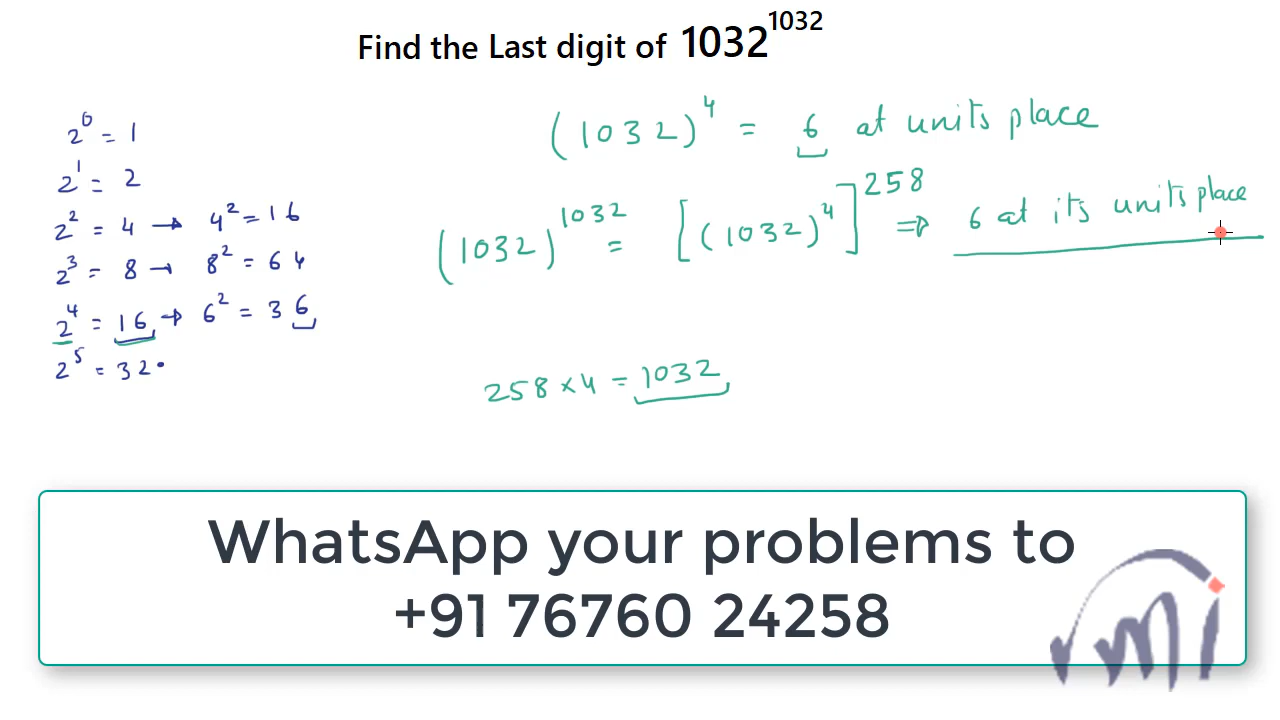 Find the Last digit of 1032^1032
2^0 = 1
2^1 = 2
2^2 = 4 → 4^2 = 16
2^3 = 8 → 8^2 = 64
2^4 = 16 → 6^2 = 36
2^5 = 32.
(1032)^4 = 6 at units place
(1032)^1032 = [(1032)^4]^258 ⇒ 6 at its units place
258 × 4 = 1032
WhatsApp your problems to
+91 76760 24258
rmi